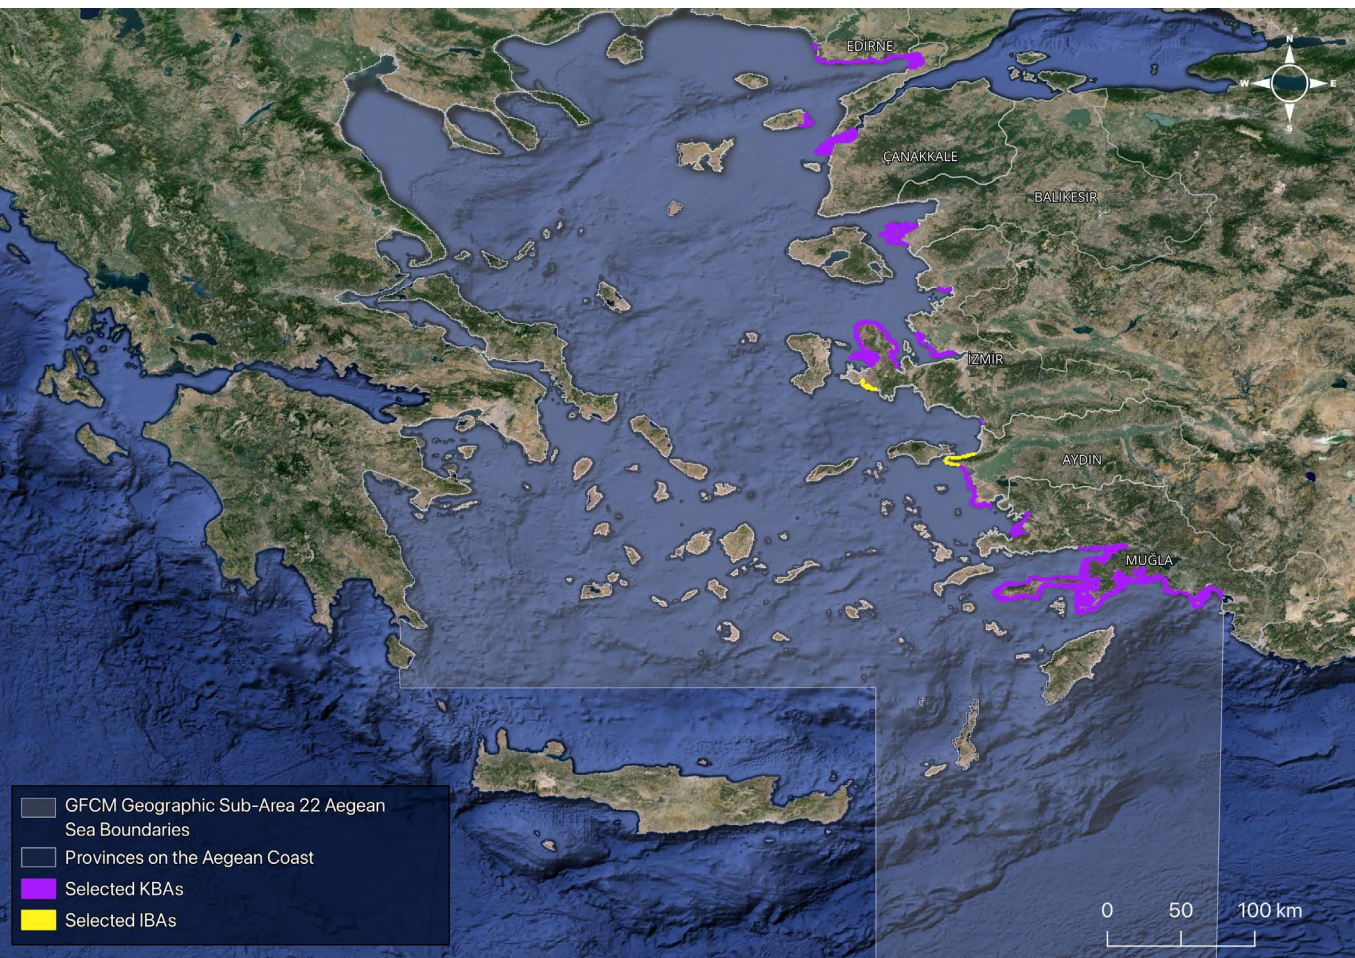 N
W
E
S
EDİRNE
ÇANAKKALE
BALIKESİR
İZMİR
AYDIN
MUĞLA
GFCM Geographic Sub-Area 22 Aegean
Sea Boundaries
Provinces on the Aegean Coast
Selected KBAs
Selected IBAs
0 50 100 km